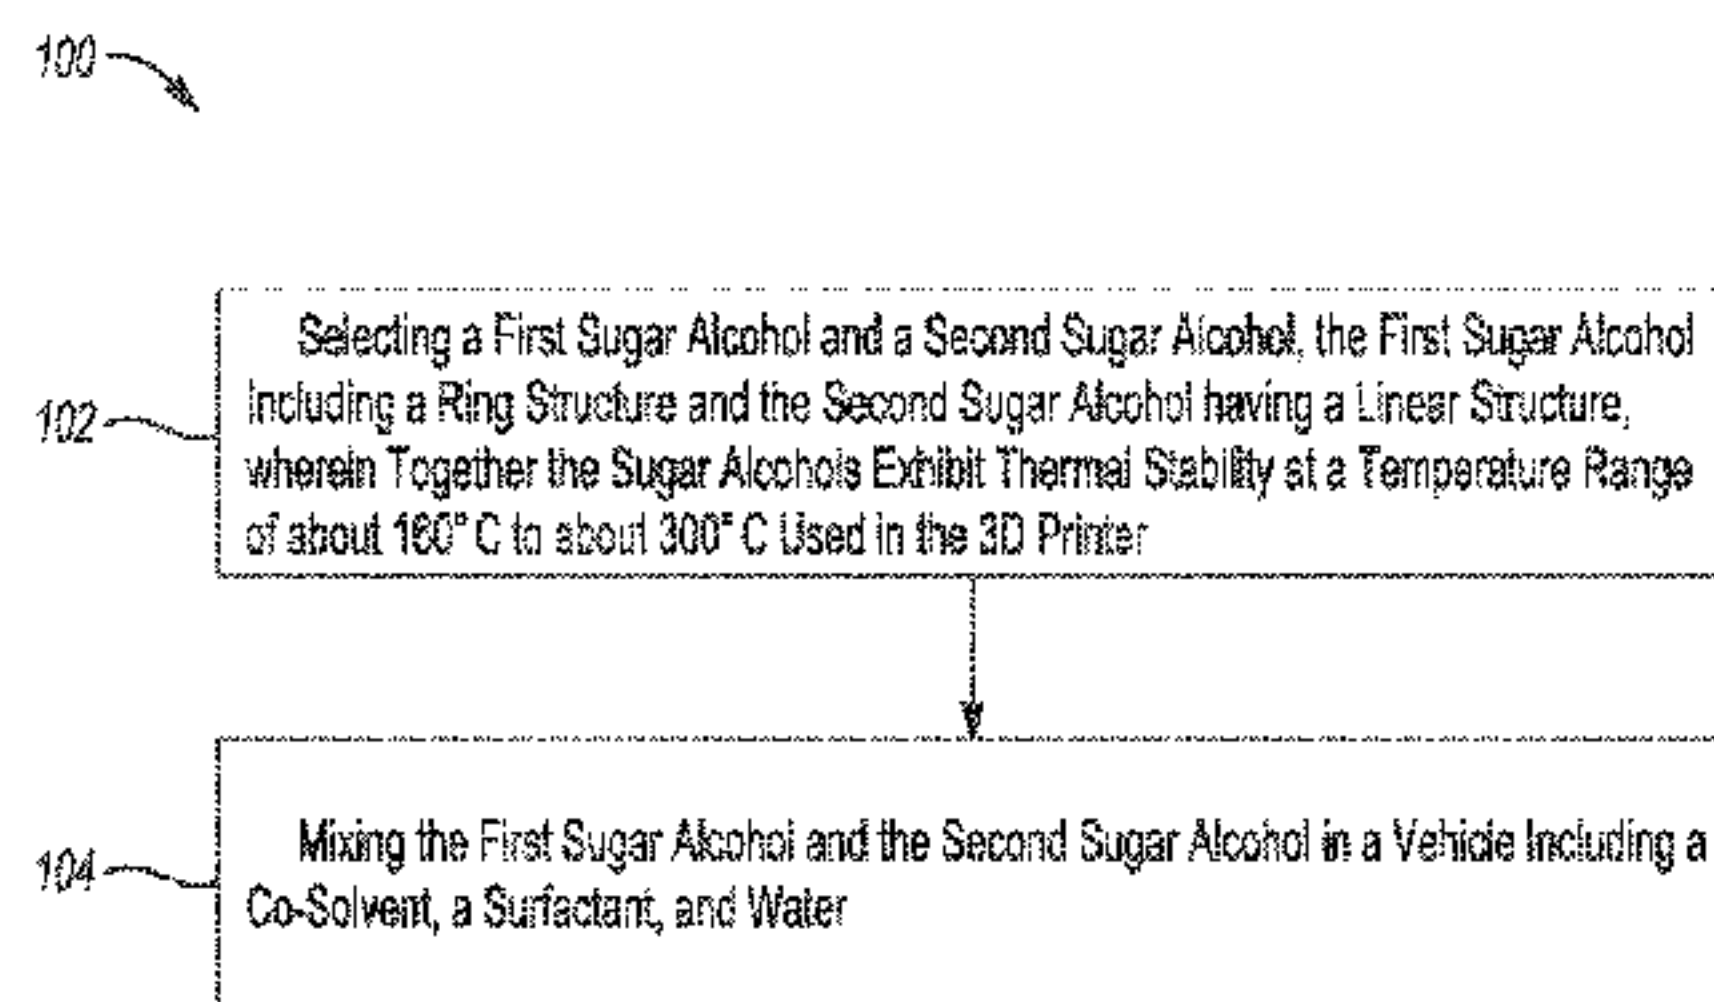 100
Selecting a First Sugar Alcohol and a Second Sugar Alcohol, the First Sugar Alcohol
102
Including a Ring Structure and the Second Sugar Alcohol having a Linear Structure,
wherein Together the Sugar Alcohols Exhibit Thermal Stability at a Temperature Range
of about 160° C to about 300° C Used in the 3D Printer
Mixing the First Sugar Alcohol and the Second Sugar Alcohol in a Vehicle Including a
104
Co-Solvent, a Surfactant, and Water